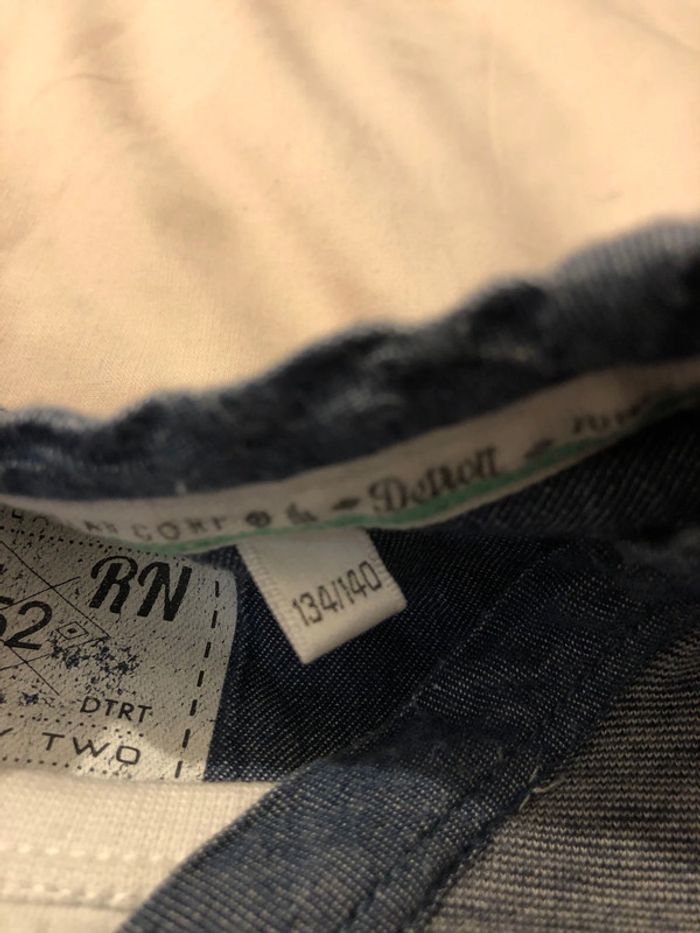 CORP Detroit
134/140
RN
52
DTRT
TWO